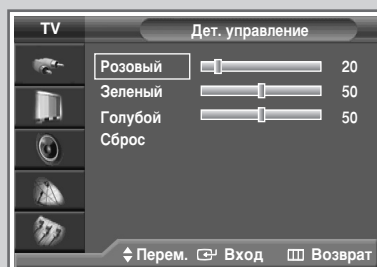 TV
Дет. управление
Розовый 20
Зеленый 50
Голубой 50
Сброс
Перем. Вход Возврат